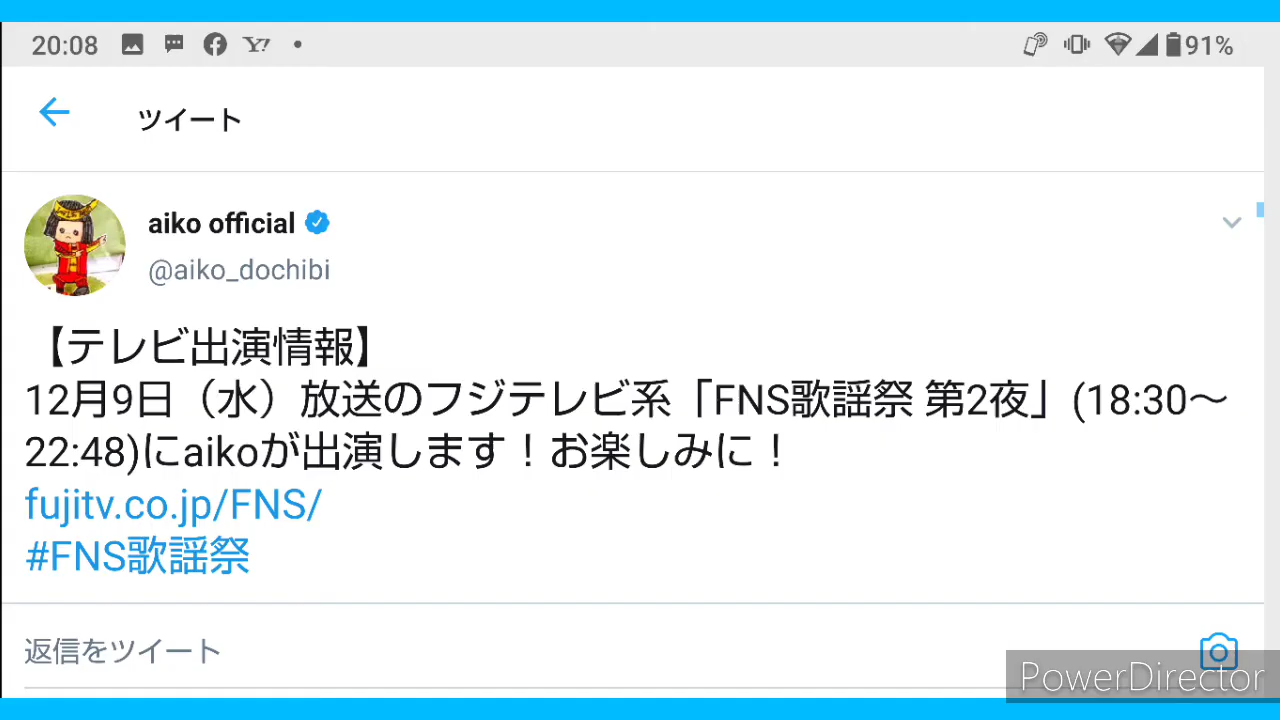 20:08
91%
ツイート
aiko official
@aiko_dochibi
【テレビ出演情報】
12月9日（水）放送のフジテレビ系「FNS歌謡祭 第2夜」(18:30〜
22:48)にaikoが出演します！お楽しみに！
fujitv.co.jp/FNS/
#FNS歌謡祭
返信をツイート
PowerDirector